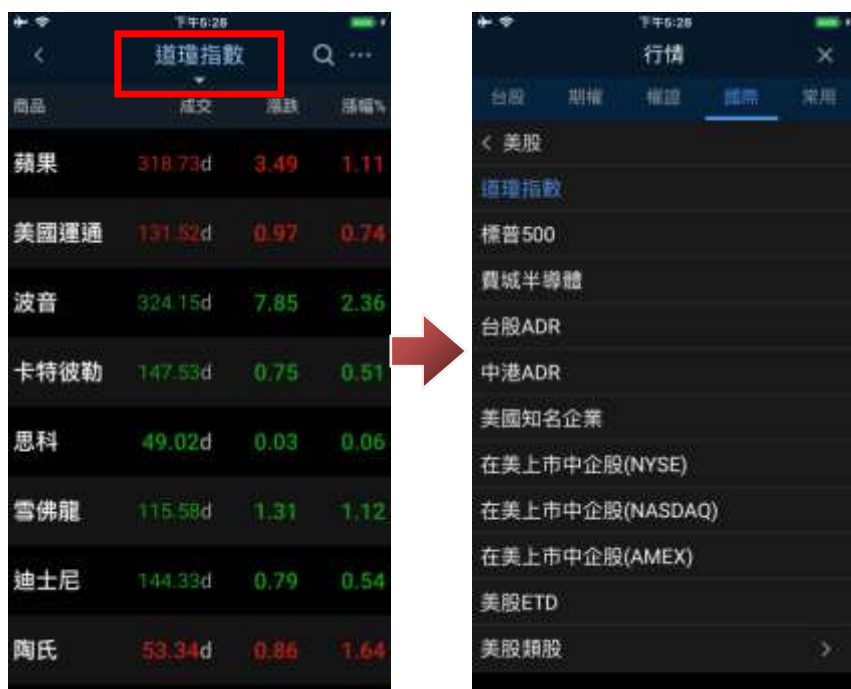 下午5:28
道瓊指數
商品 成交 漲跌 漲幅%
蘋果 318.73d 3.49 1.11
美國運通 131.52d 0.97 0.74
波音 324.15d 7.85 2.36
卡特彼勒 147.53d 0.75 0.51
思科 49.02d 0.03 0.06
雪佛龍 115.58d 1.31 1.12
迪士尼 144.33d 0.79 0.54
陶氏 53.34d 0.86 1.64
下午5:28
行情
台股 期權 權證 國際 常用
美股
道瓊指數
標普500
費城半導體
台股ADR
中港ADR
美國知名企業
在美上市中企股(NYSE)
在美上市中企股(NASDAQ)
在美上市中企股(AMEX)
美股ETD
美股類股